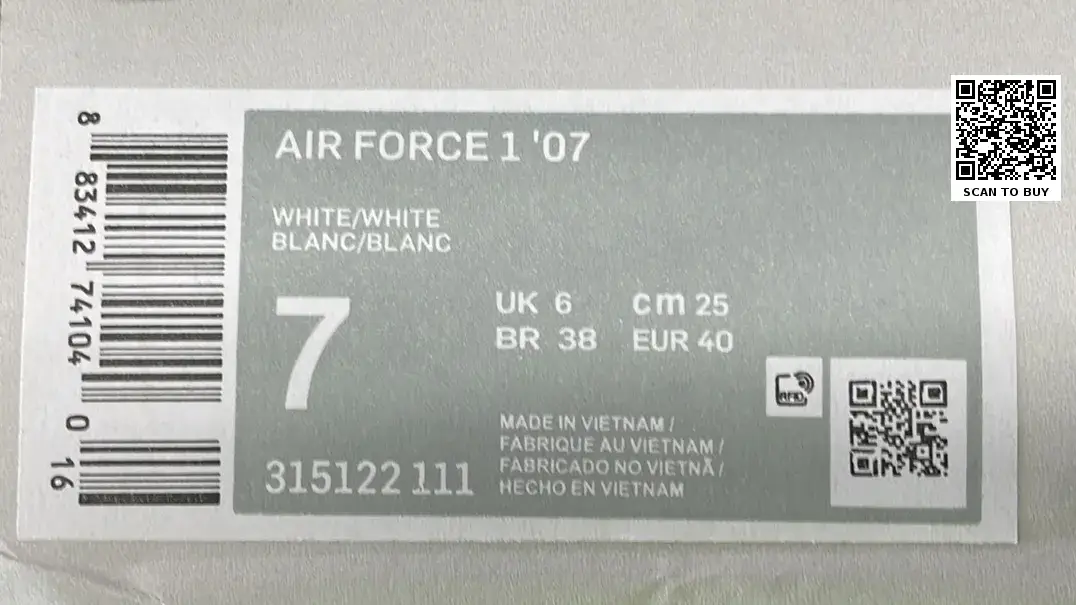 AIR FORCE 1 '07
WHITE/WHITE
BLANC/BLANC
7
UK 6 cm 25
BR 38 EUR 40
MADE IN VIETNAM /
FABRIQUE AU VIETNAM /
FABRICADO NO VIETNÃ /
HECHO EN VIETNAM
315122 111
8 83412 74104 0
16
RFID
SCAN TO BUY